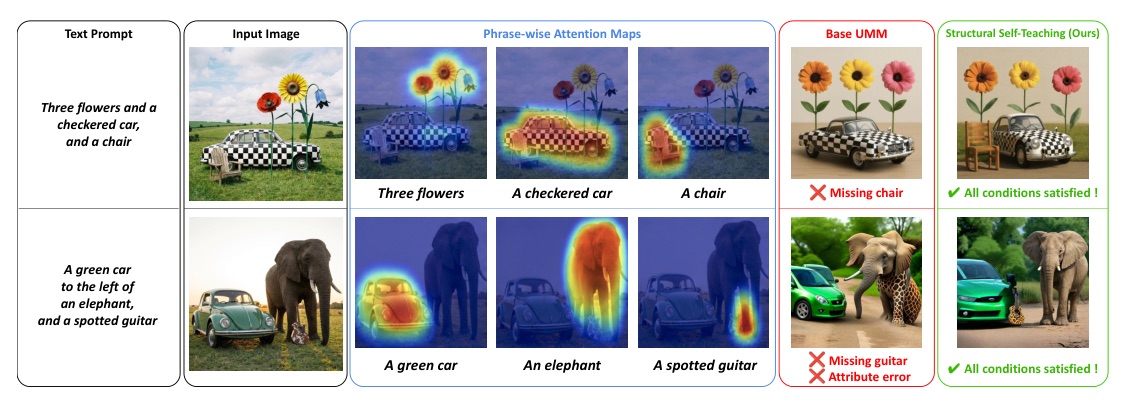 Text Prompt
Input Image
Phrase-wise Attention Maps
Base UMM
Structural Self-Teaching (Ours)
Three flowers and a
checkered car,
and a chair
Three flowers
A checkered car
A chair
❌ Missing chair
✔ All conditions satisfied !
A green car
to the left of
an elephant,
and a spotted guitar
A green car
An elephant
A spotted guitar
❌ Missing guitar
❌ Attribute error
✔ All conditions satisfied !